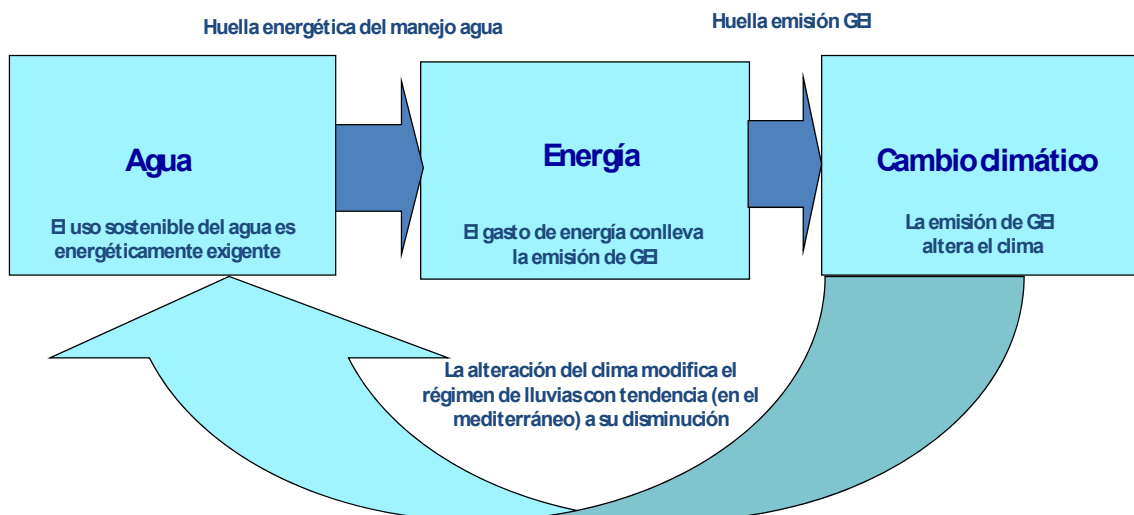 Huella energética del manejo agua
Huella emisión GEI
Agua
El uso sostenible del agua es
energéticamente exigente
Energía
El gasto de energía conlleva
la emisión de GEI
Cambio climático
La emisión de GEI
altera el clima
La alteración del clima modifica el
régimen de lluvias con tendencia (en el
mediterráneo) a su disminución